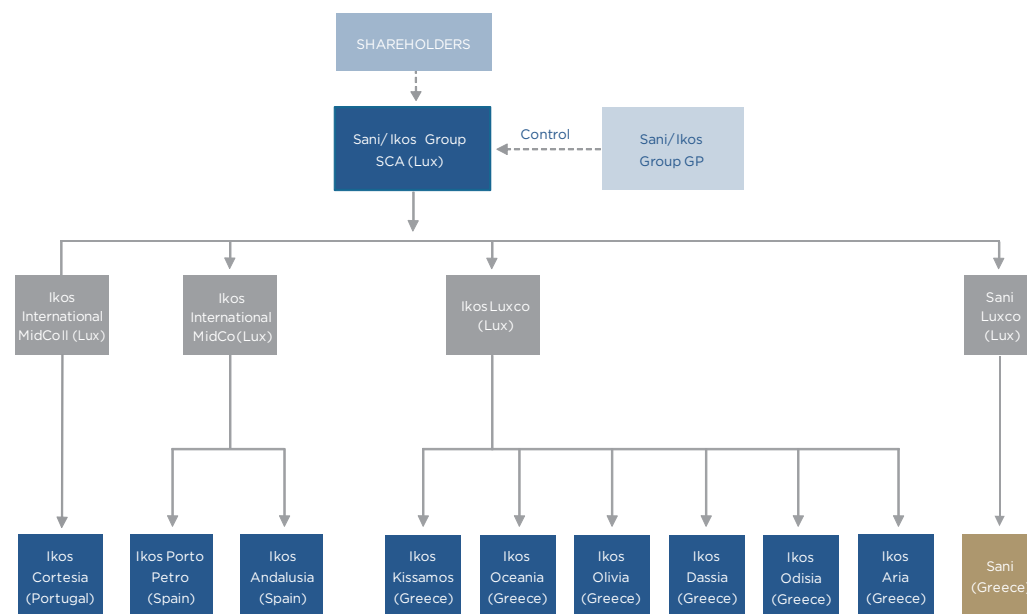 SHAREHOLDERS
Sani/Ikos Group
SCA (Lux)
Control
Sani/Ikos
Group GP
Ikos
International
MidCoII (Lux)
Ikos
International
MidCo (Lux)
Ikos Luxco
(Lux)
Sani
Luxco
(Lux)
Ikos
Cortesia
(Portugal)
Ikos Porto
Petro
(Spain)
Ikos
Andalusia
(Spain)
Ikos
Kissamos
(Greece)
Ikos
Oceania
(Greece)
Ikos
Olivia
(Greece)
Ikos
Dassia
(Greece)
Ikos
Odisia
(Greece)
Ikos
Aria
(Greece)
Sani
(Greece)